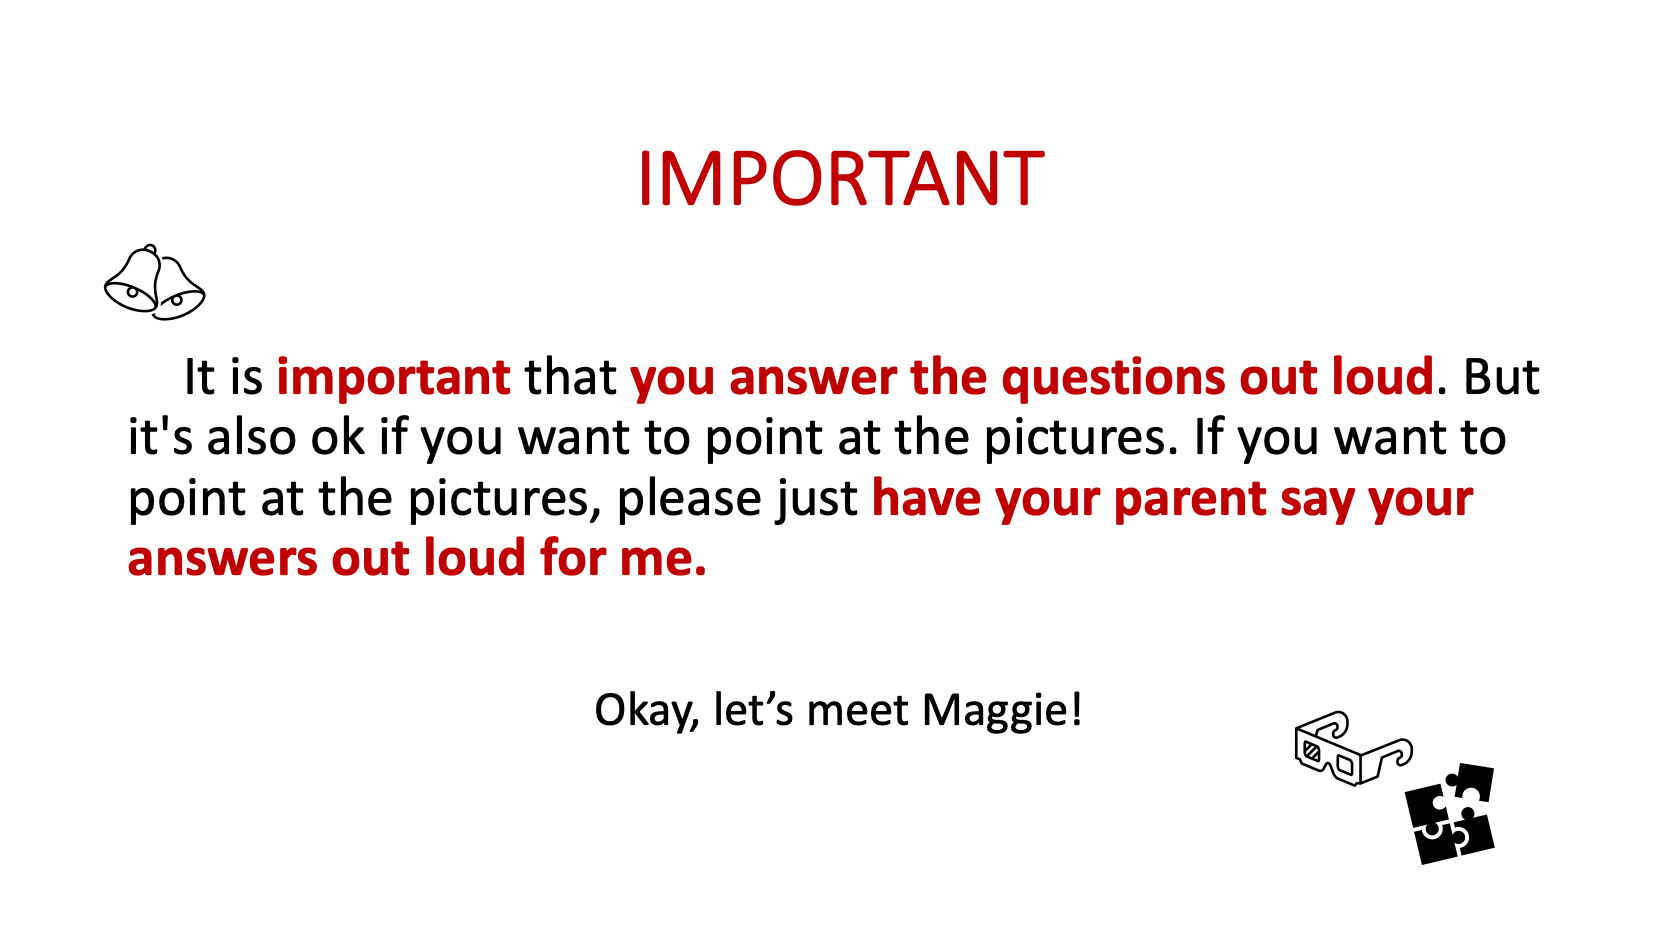 IMPORTANT
It is important that you answer the questions out loud. But
it's also ok if you want to point at the pictures. If you want to
point at the pictures, please just have your parent say your
answers out loud for me.
Okay, let’s meet Maggie!